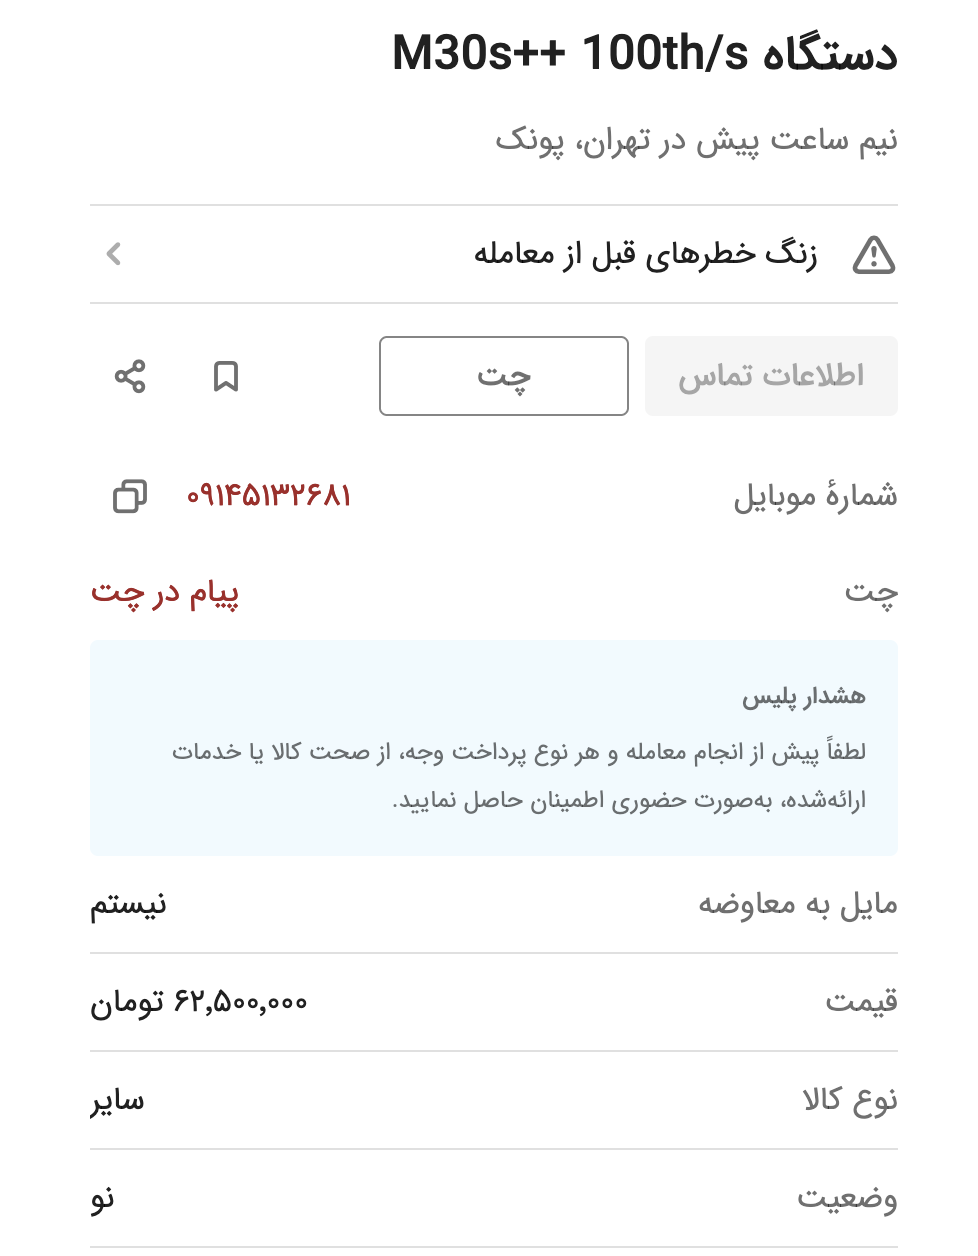 دستگاه M30s++ 100th/s
نیم ساعت پیش در تهران، پونک
زنگ خطرهای قبل از معامله
اطلاعات تماس
چت
شمارهٔ موبایل
۰۹۱۴۵۱۳۲۶۸۱
چت
پیام در چت
هشدار پلیس
لطفاً پیش از انجام معامله و هر نوع پرداخت وجه، از صحت کالا یا خدمات
ارائه‌شده، به‌صورت حضوری اطمینان حاصل نمایید.
مایل به معاوضه
نیستم
قیمت
۶۲,۵۰۰,۰۰۰ تومان
نوع کالا
سایر
وضعیت
نو